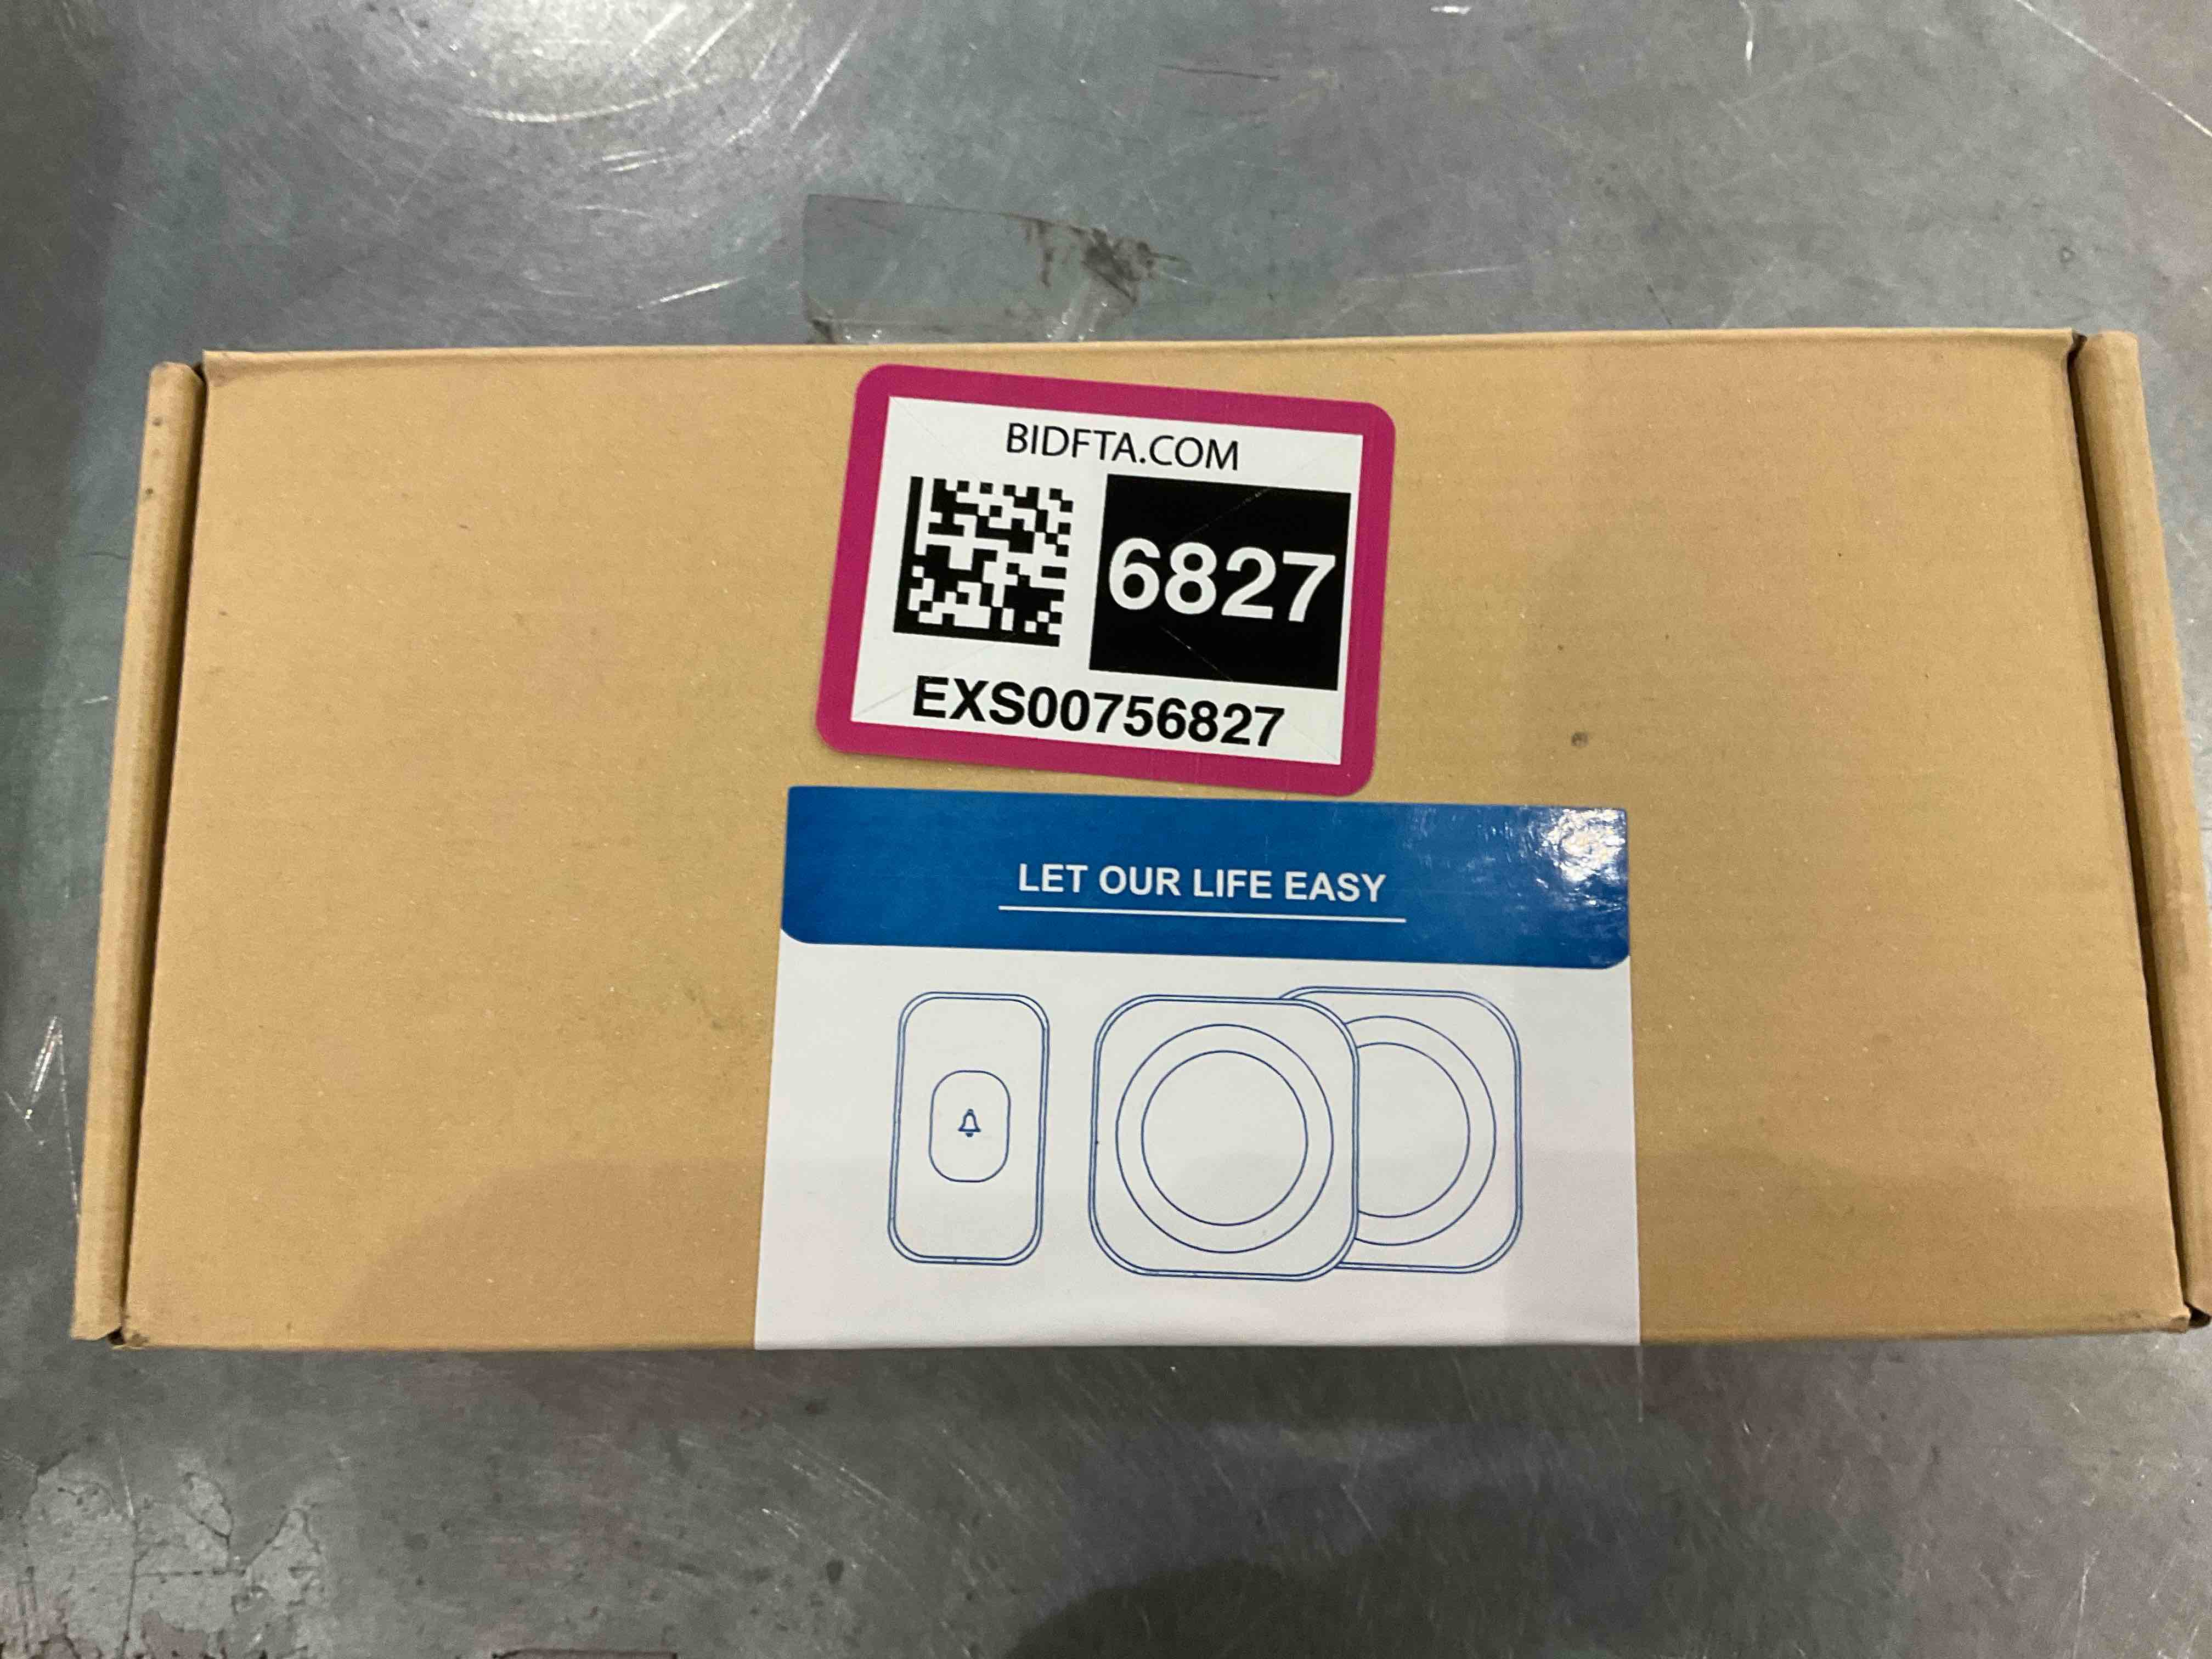 BIDFTA.COM
6827
EXS00756827
LET OUR LIFE EASY